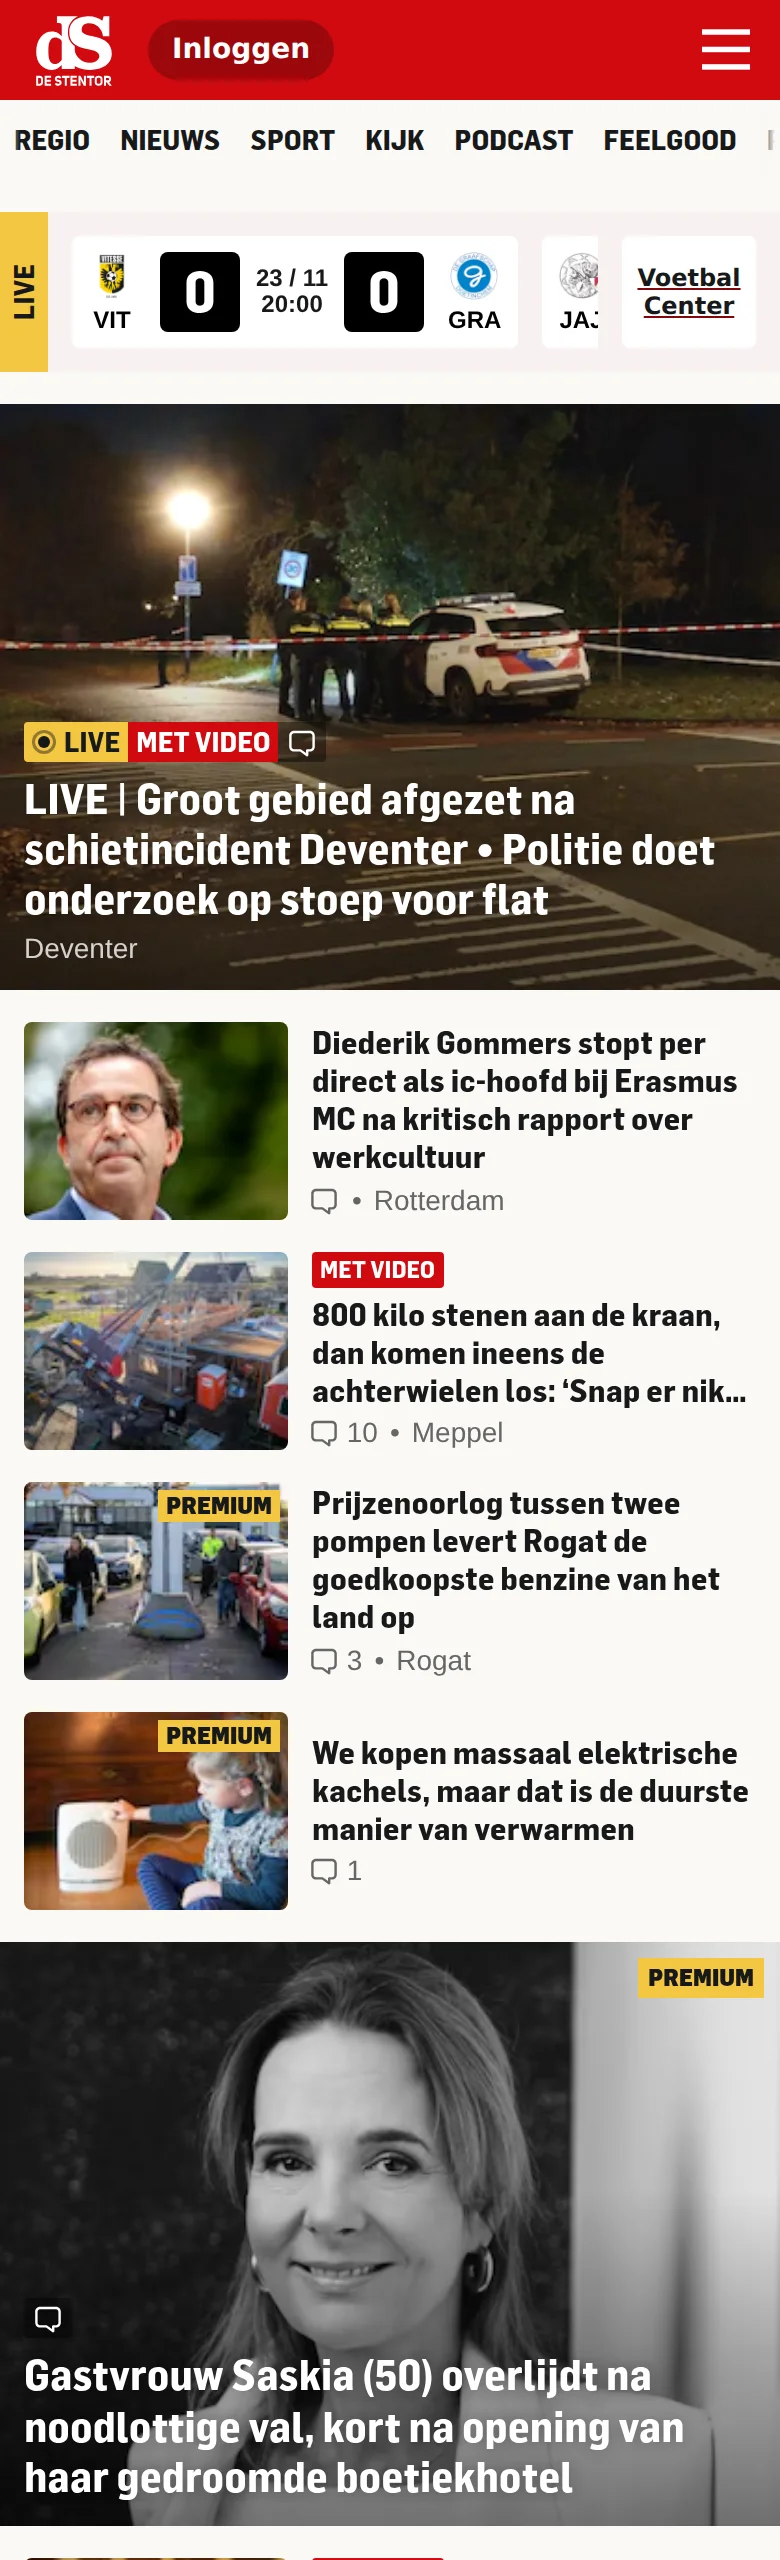 dS
DE STENTOR
Inloggen
REGIO NIEUWS SPORT KIJK PODCAST FEELGOOD
LIVE
VITESSE
VIT
0
23 / 11
20:00
0
GRA
JAJ
Voetbal
Center
LIVE MET VIDEO
LIVE | Groot gebied afgezet na
schietincident Deventer • Politie doet
onderzoek op stoep voor flat
Deventer
Diederik Gommers stopt per
direct als ic-hoofd bij Erasmus
MC na kritisch rapport over
werkcultuur
• Rotterdam
MET VIDEO
800 kilo stenen aan de kraan,
dan komen ineens de
achterwielen los: ‘Snap er nik...
10 • Meppel
PREMIUM
Prijzenoorlog tussen twee
pompen levert Rogat de
goedkoopste benzine van het
land op
3 • Rogat
PREMIUM
We kopen massaal elektrische
kachels, maar dat is de duurste
manier van verwarmen
1
PREMIUM
Gastvrouw Saskia (50) overlijdt na
noodlottige val, kort na opening van
haar gedroomde boetiekhotel